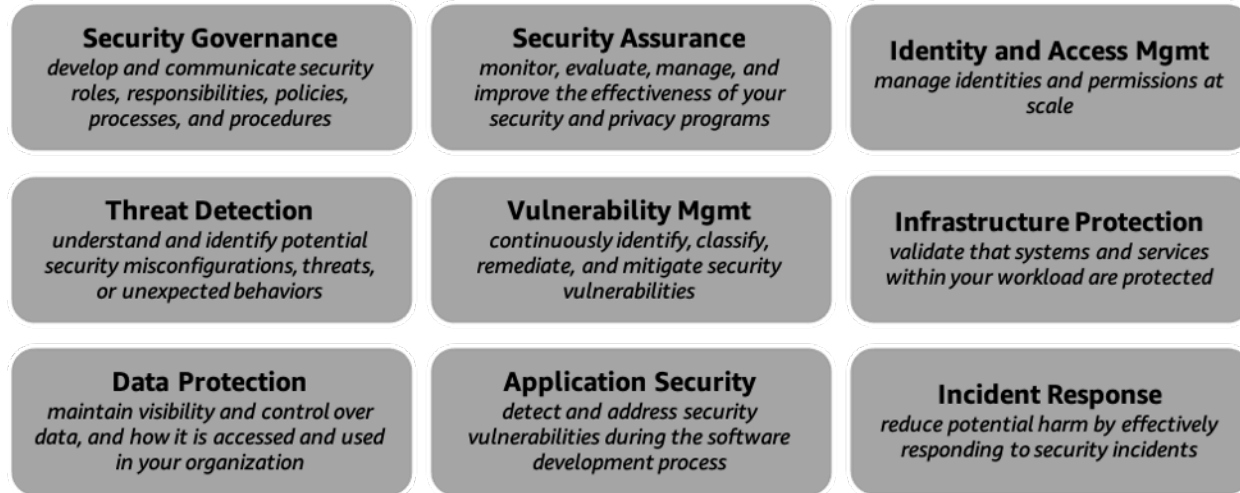 Security Governance
develop and communicate security
roles, responsibilities, policies,
processes, and procedures
Security Assurance
monitor, evaluate, manage, and
improve the effectiveness of your
security and privacy programs
Identity and Access Mgmt
manage identities and permissions at
scale
Threat Detection
understand and identify potential
security misconfigurations, threats,
or unexpected behaviors
Vulnerability Mgmt
continuously identify, classify,
remediate, and mitigate security
vulnerabilities
Infrastructure Protection
validate that systems and services
within your workload are protected
Data Protection
maintain visibility and control over
data, and how it is accessed and used
in your organization
Application Security
detect and address security
vulnerabilities during the software
development process
Incident Response
reduce potential harm by effectively
responding to security incidents